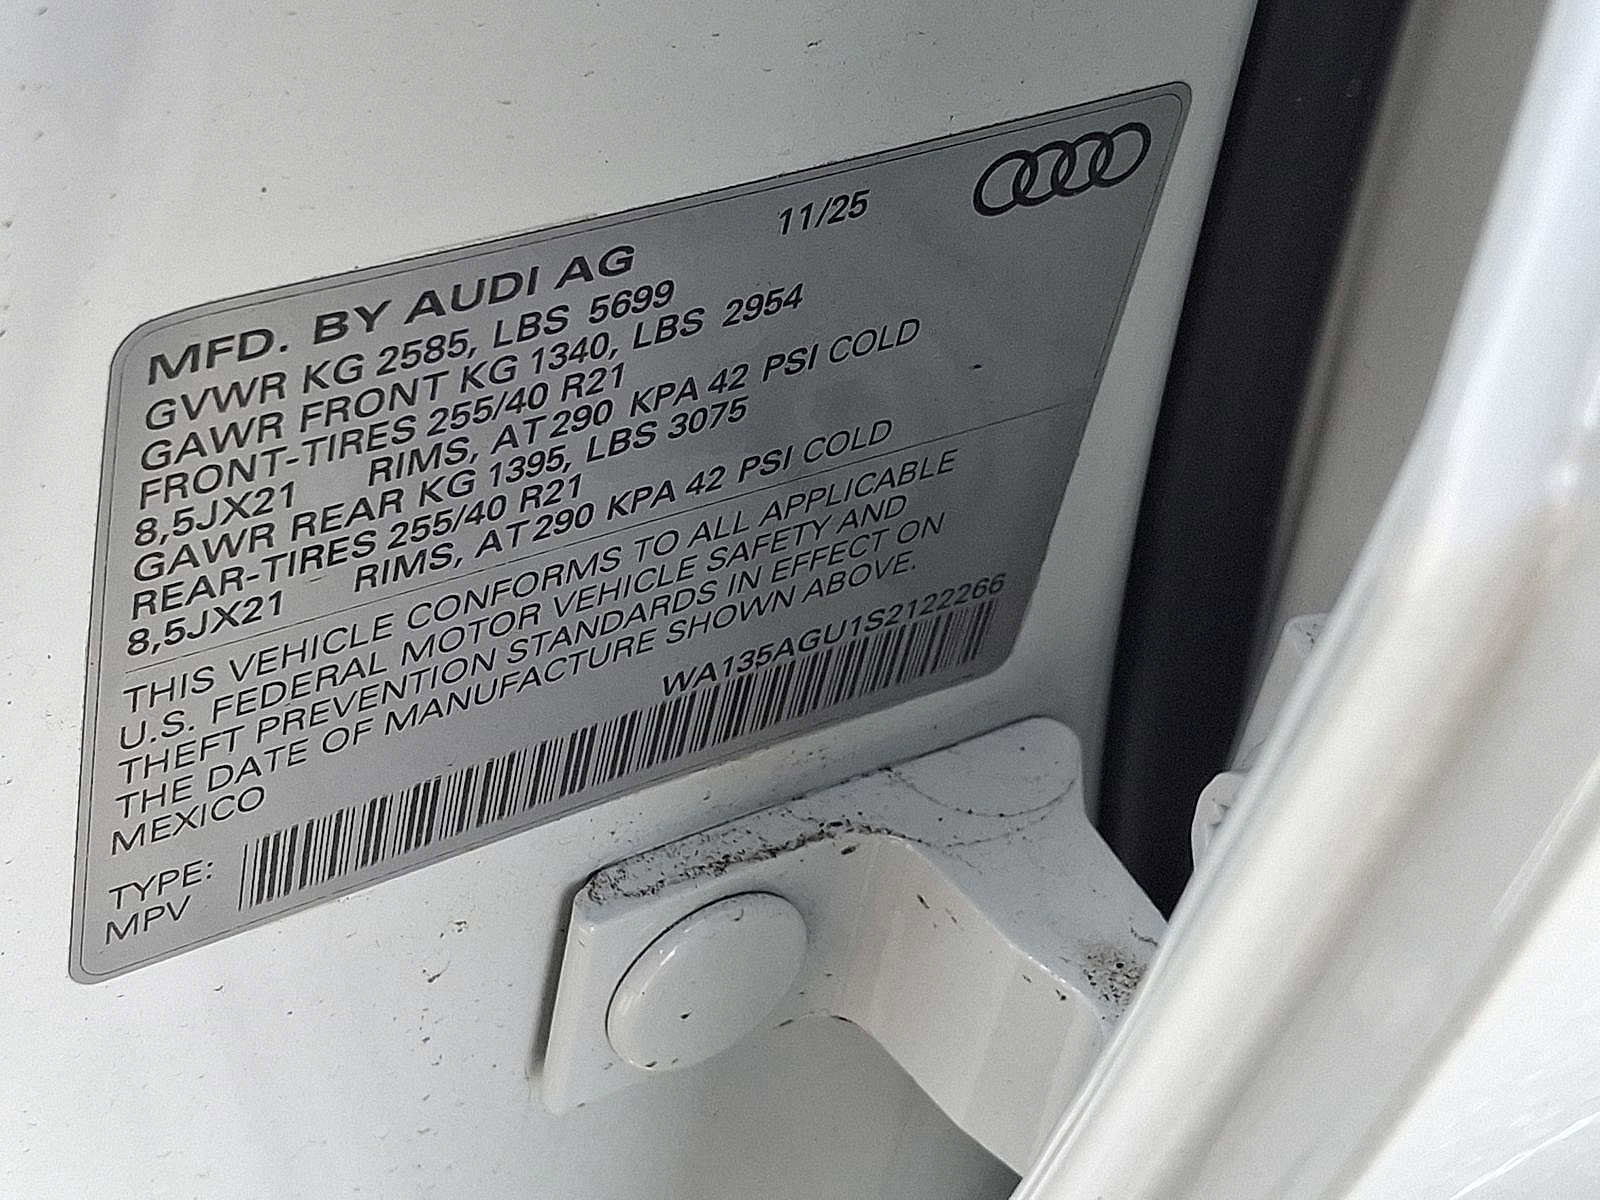 11/25
MFD. BY AUDI AG
GVWR KG 2585, LBS 5699
GAWR FRONT KG 1340, LBS 2954
FRONT-TIRES 255/40 R21
8,5JX21 RIMS, AT 290 KPA 42 PSI COLD
GAWR REAR KG 1395, LBS 3075
REAR-TIRES 255/40 R21
8,5JX21 RIMS, AT 290 KPA 42 PSI COLD
THIS VEHICLE CONFORMS TO ALL APPLICABLE
U.S. FEDERAL MOTOR VEHICLE SAFETY AND
THEFT PREVENTION STANDARDS IN EFFECT ON
THE DATE OF MANUFACTURE SHOWN ABOVE.
MEXICO
WA135AGU1S2122266
TYPE:
MPV